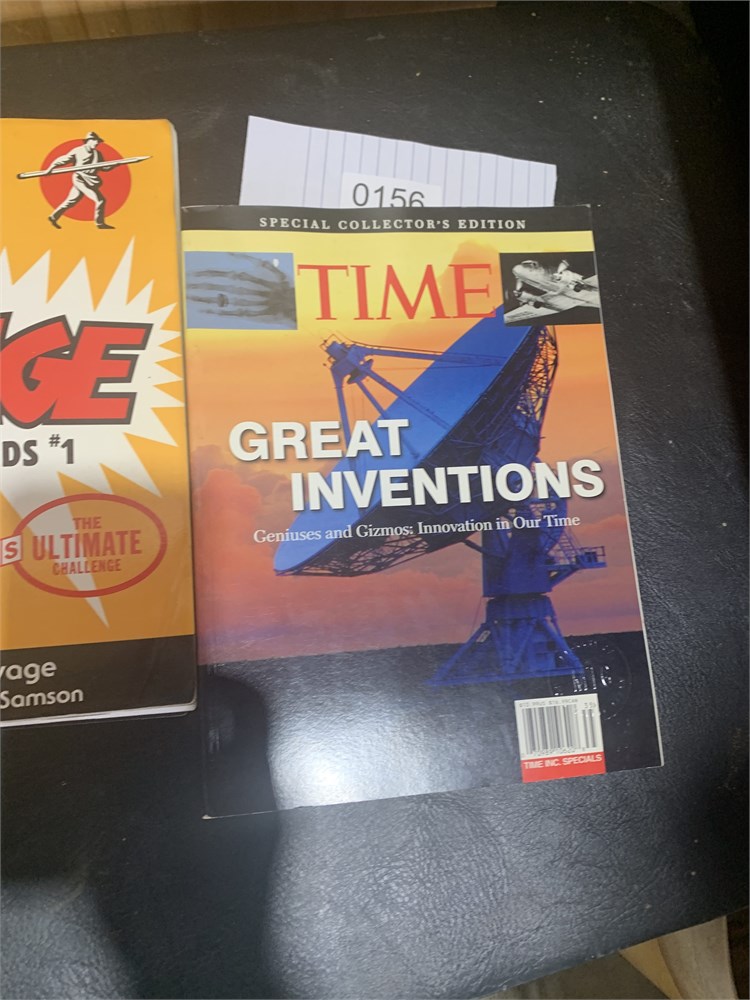 0156
SPECIAL COLLECTOR'S EDITION
TIME
GREAT
INVENTIONS
Geniuses and Gizmos: Innovation in Our Time
TIME INC. SPECIALS
GE
DS #1
S
THE
ULTIMATE
CHALLENGE
vage
Samson